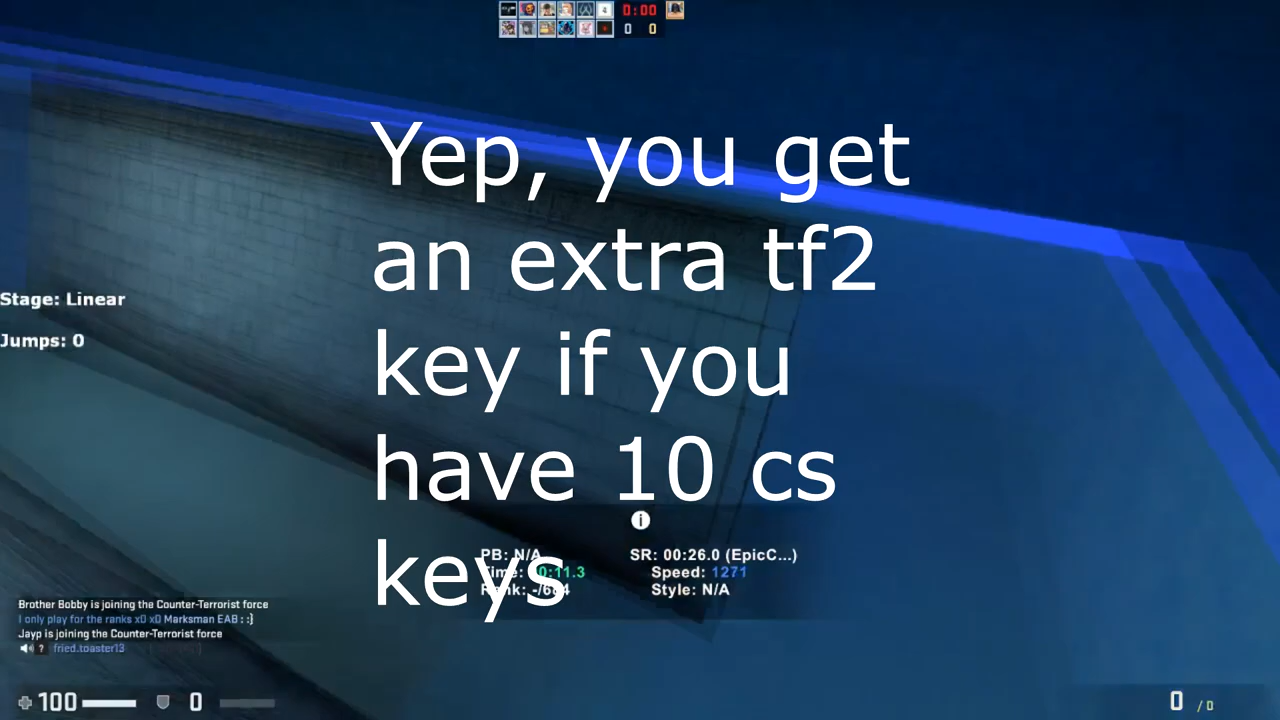 0:00
0 0
Yep, you get
an extra tf2
key if you
have 10 cs
keys
Stage: Linear
Jumps: 0
PB: N/A SR: 00:26.0 (EpicC...)
Speed: 1271
Style: N/A
Brother Bobby is joining the Counter-Terrorist force
I only play for the ranks xD xD Marksman EAB : :)
Jayp is joining the Counter-Terrorist force
? fried.toaster13
100 0
0 / 0